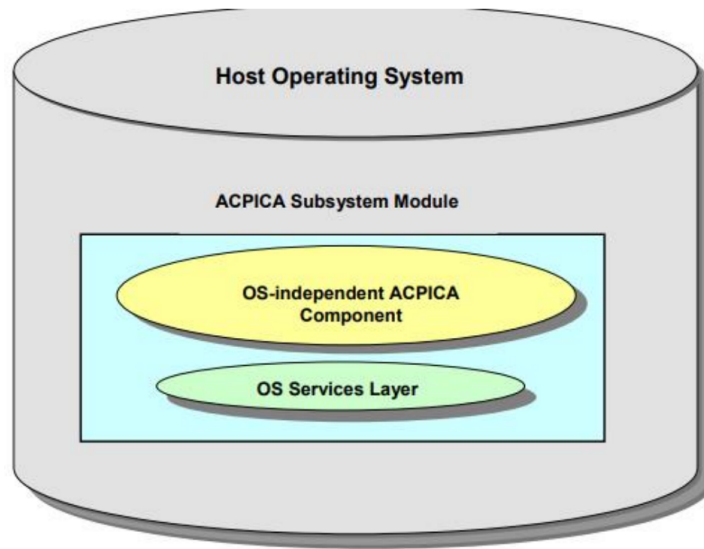 Host Operating System
ACPICA Subsystem Module
OS-independent ACPICA
Component
OS Services Layer